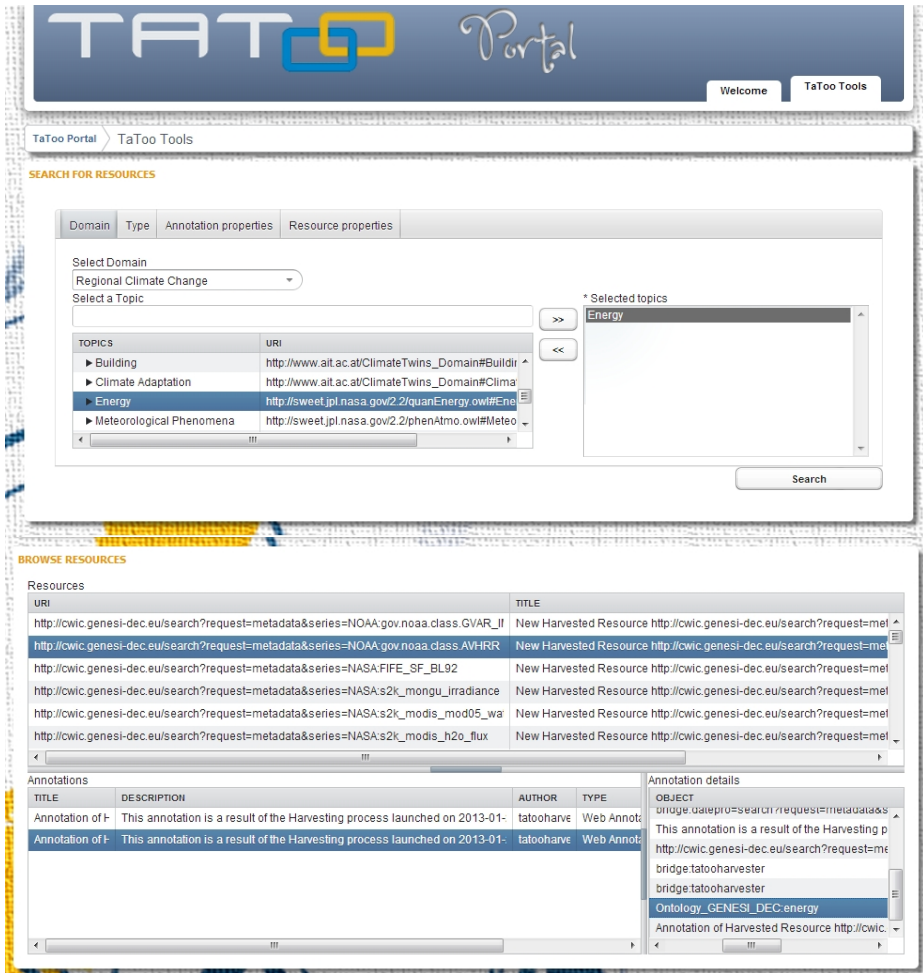 TATOO Portal
Welcome TaToo Tools
TaToo Portal TaToo Tools
SEARCH FOR RESOURCES
Domain Type Annotation properties Resource properties
Select Domain
Regional Climate Change
Select a Topic
* Selected topics
>>
Energy
TOPICS URI
<<
Building http://www.ait.ac.at/ClimateTwins_Domain#Buildin
Climate Adaptation http://www.ait.ac.at/ClimateTwins_Domain#Clima
Energy http://sweet.jpl.nasa.gov/2.2/quanEnergy.owl#Ene
Meteorological Phenomena http://sweet.jpl.nasa.gov/2.2/phenAtmo.owl#Meteo
Search
BROWSE RESOURCES
Resources
URI TITLE
http://cwic.genesi-dec.eu/search?request=metadata&series=NOAA:gov.noaa.class.GVAR_I New Harvested Resource http://cwic.genesi-dec.eu/search?request=met
http://cwic.genesi-dec.eu/search?request=metadata&series=NOAA:gov.noaa.class.AVHRR New Harvested Resource http://cwic.genesi-dec.eu/search?request=met
http://cwic.genesi-dec.eu/search?request=metadata&series=NASA:FIFE_SF_BL92 New Harvested Resource http://cwic.genesi-dec.eu/search?request=met
http://cwic.genesi-dec.eu/search?request=metadata&series=NASA:s2k_mongu_irradiance New Harvested Resource http://cwic.genesi-dec.eu/search?request=met
http://cwic.genesi-dec.eu/search?request=metadata&series=NASA:s2k_modis_mod05_wa New Harvested Resource http://cwic.genesi-dec.eu/search?request=met
http://cwic.genesi-dec.eu/search?request=metadata&series=NASA:s2k_modis_h2o_flux New Harvested Resource http://cwic.genesi-dec.eu/search?request=met
Annotations
TITLE DESCRIPTION AUTHOR TYPE
Annotation of H This annotation is a result of the Harvesting process launched on 2013-01- tatooharve Web Annota
Annotation of H This annotation is a result of the Harvesting process launched on 2013-01- tatooharve Web Annota
Annotation details
OBJECT
bridge:datepro=search?request=metadata&s
This annotation is a result of the Harvesting p
http://cwic.genesi-dec.eu/search?request=me
bridge:tatooharvester
bridge:tatooharvester
Ontology_GENESI_DEC:energy
Annotation of Harvested Resource http://cwic.